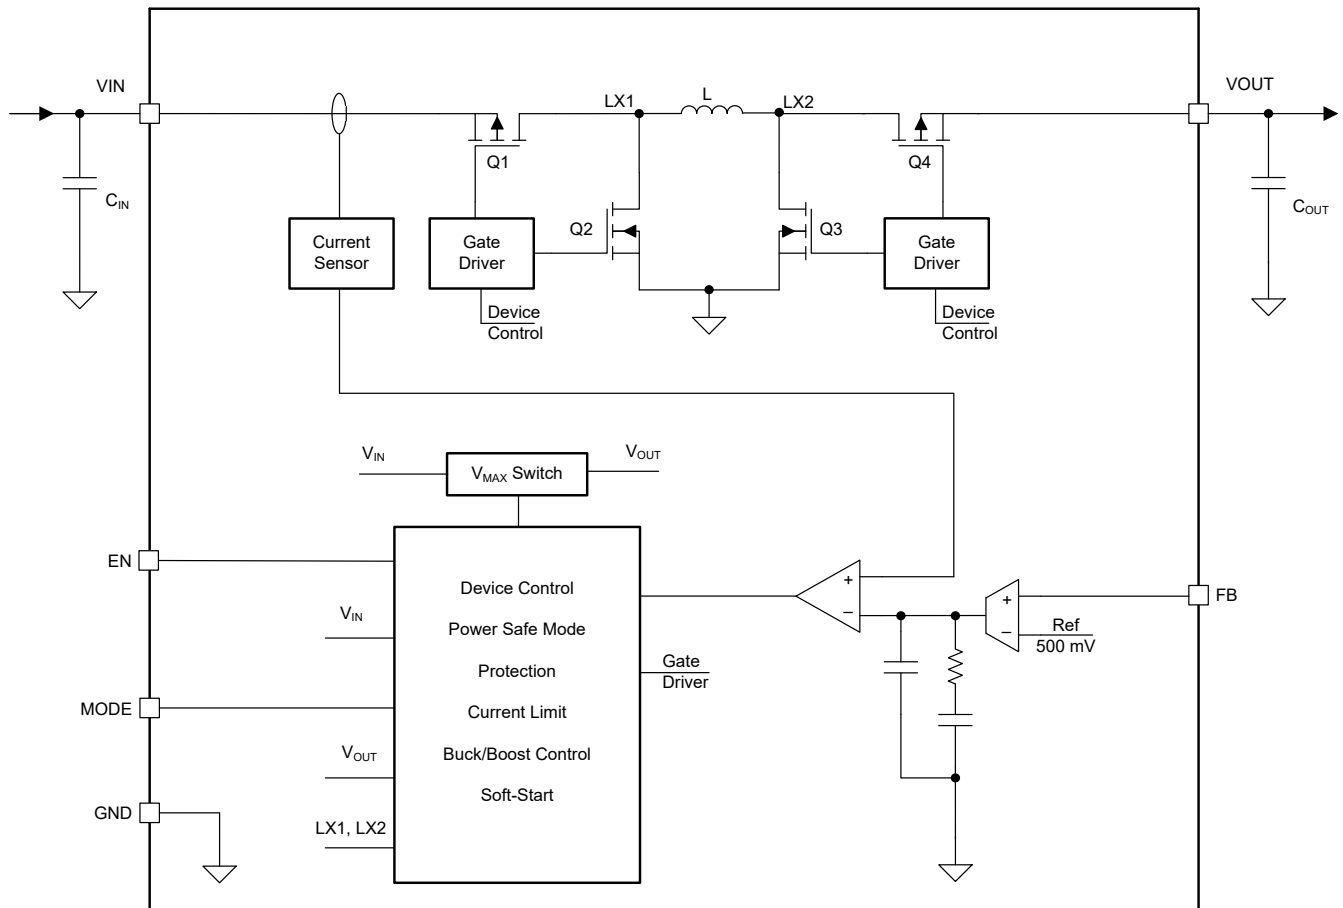 VIN
LX1
L
LX2
VOUT
Q1
Q4
CIN
Q2
Q3
COUT
Current
Sensor
Gate
Driver
Gate
Driver
Device
Control
Device
Control
VIN
VMAX Switch
VOUT
EN
Device Control
Power Safe Mode
Protection
Current Limit
Buck/Boost Control
Soft-Start
VIN
MODE
VOUT
GND
LX1, LX2
Gate
Driver
+
−
+
−
Ref
500 mV
FB